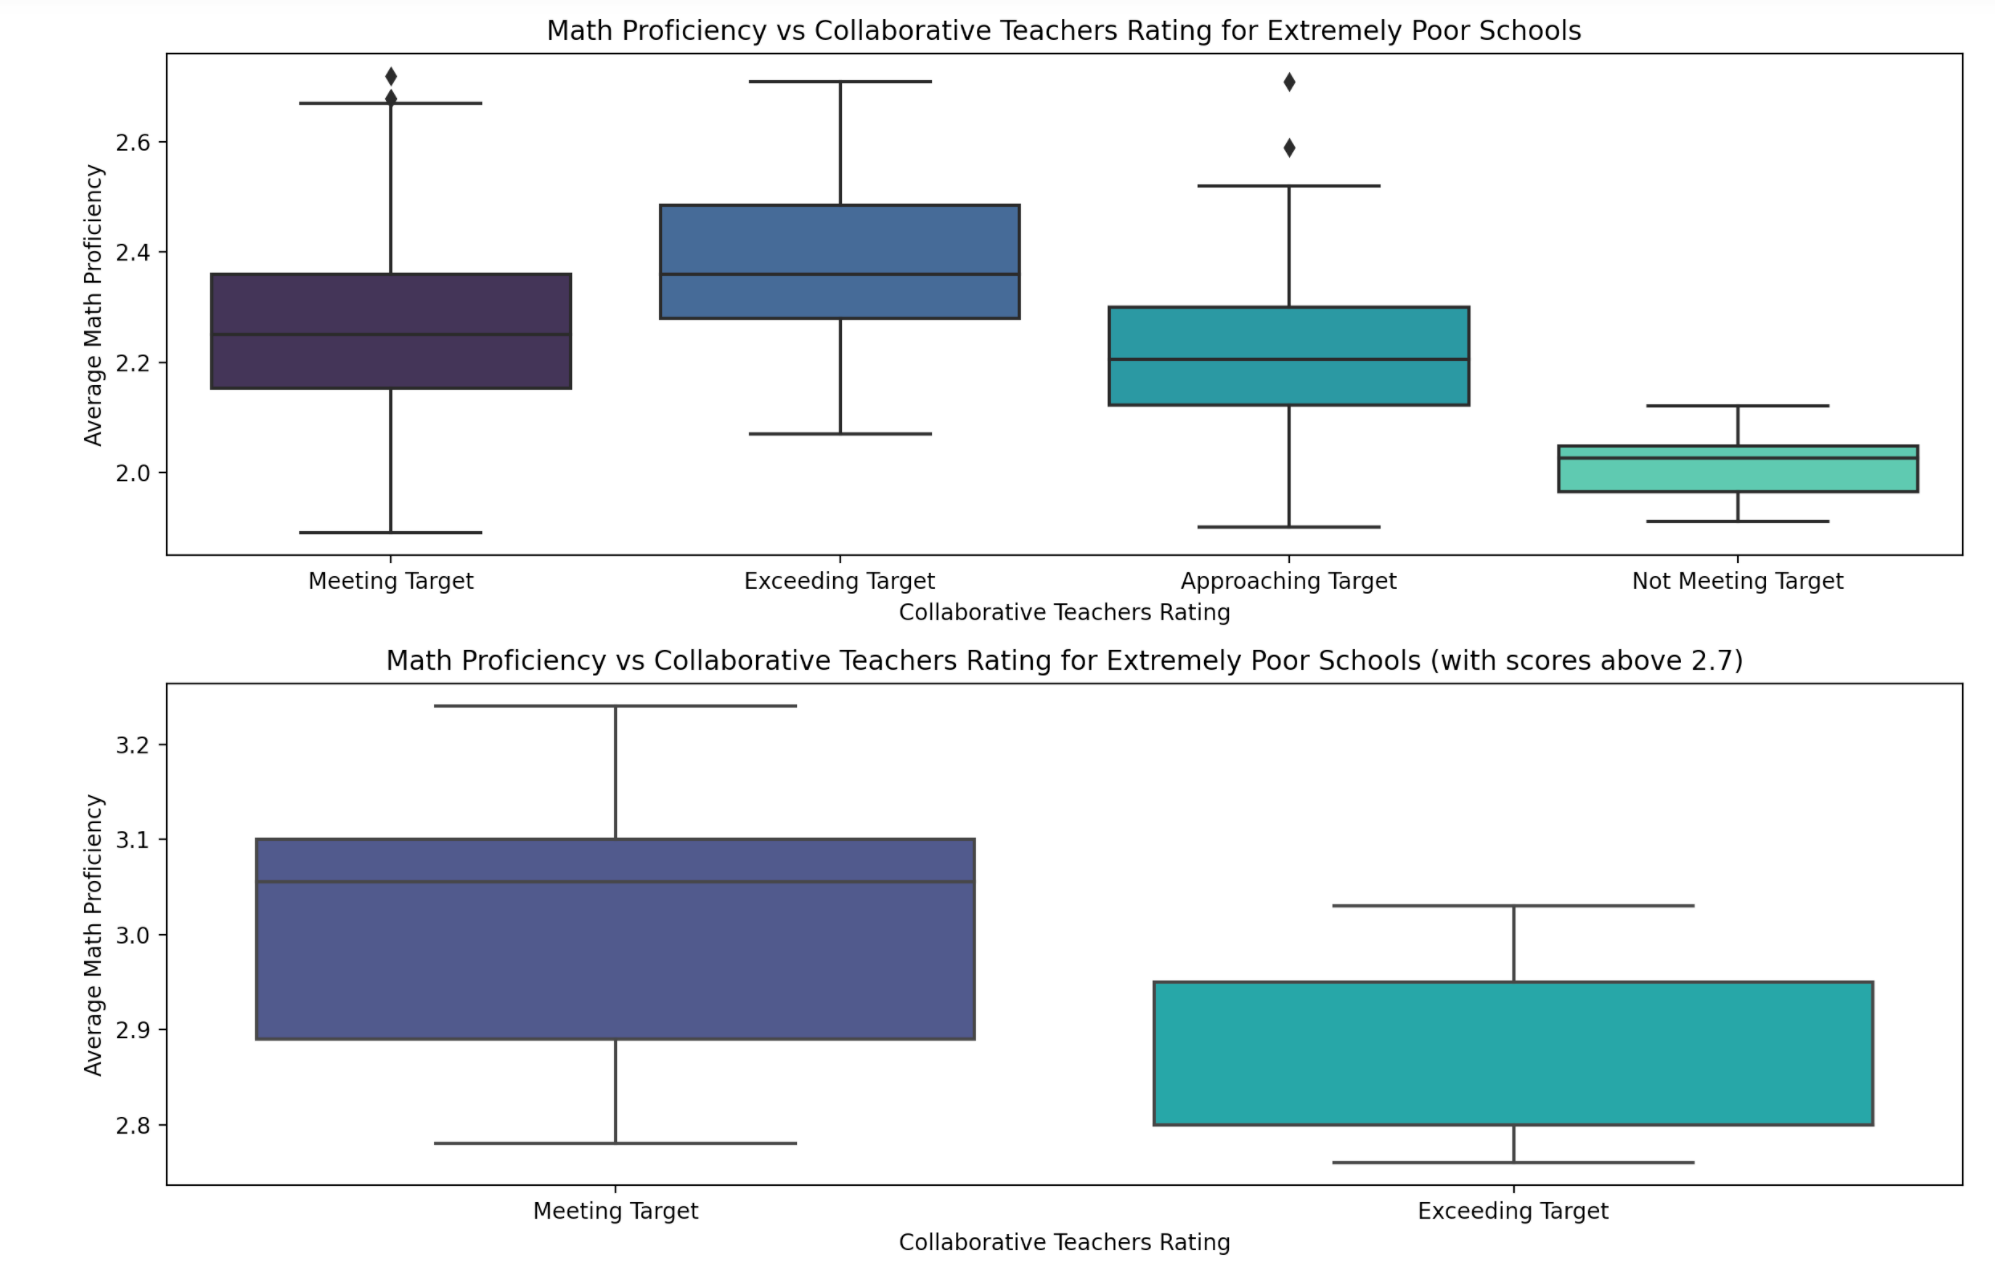 Math Proficiency vs Collaborative Teachers Rating for Extremely Poor Schools
Average Math Proficiency
2.6
2.4
2.2
2.0
Meeting Target
Exceeding Target
Approaching Target
Not Meeting Target
Collaborative Teachers Rating
Math Proficiency vs Collaborative Teachers Rating for Extremely Poor Schools (with scores above 2.7)
Average Math Proficiency
3.2
3.1
3.0
2.9
2.8
Meeting Target
Exceeding Target
Collaborative Teachers Rating